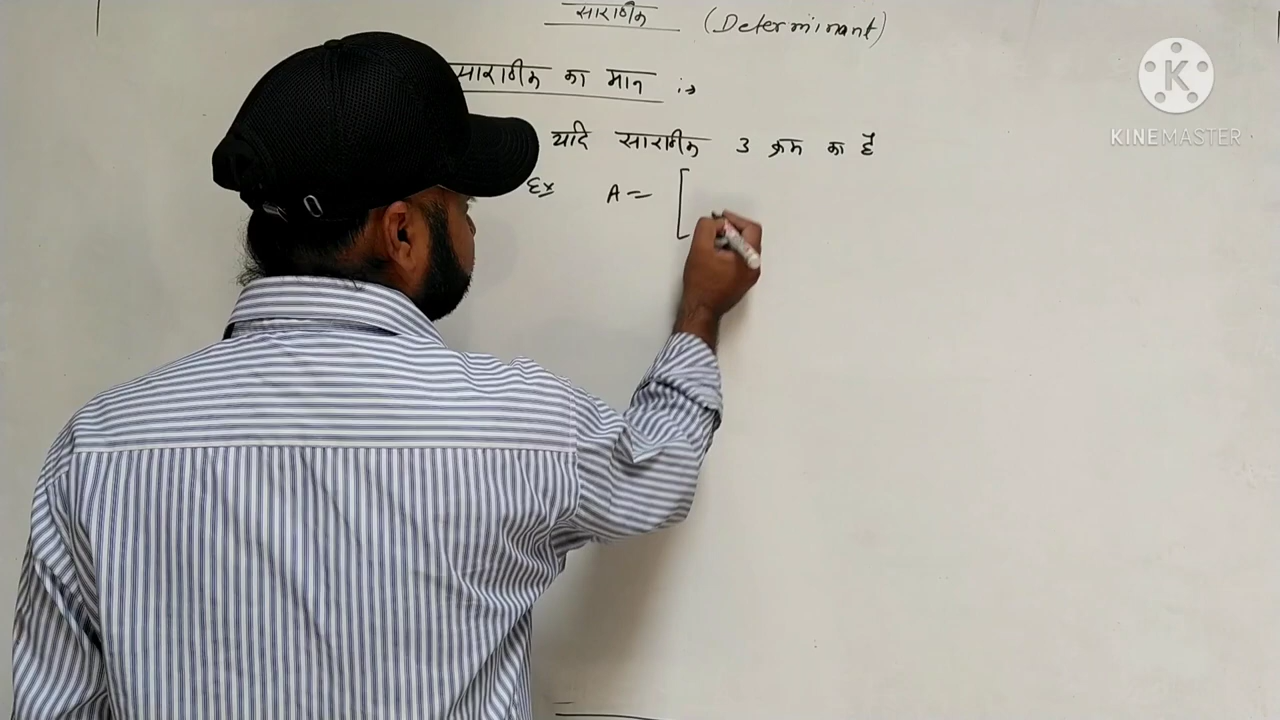 सारणीक (Determinant)
सारणीक का मान :→
यदि सारणीक 3 क्रम का है
Ex A = [
K
KINEMASTER